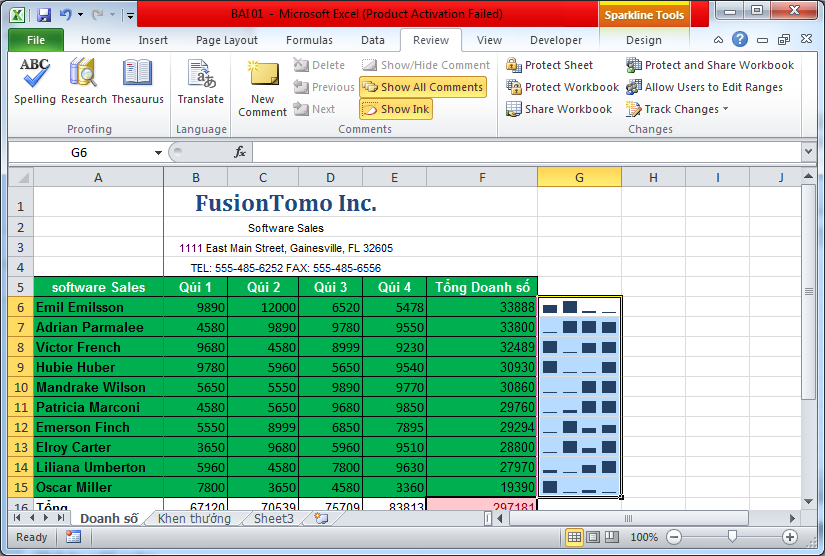 BAI 01 - Microsoft Excel (Product Activation Failed) Sparkline Tools
File Home Insert Page Layout Formulas Data Review View Developer Design
ABC Delete Show/Hide Comment Protect Sheet Protect and Share Workbook
Spelling Research Thesaurus Translate New Comment Previous Show All Comments Protect Workbook Allow Users to Edit Ranges
Next Show Ink Share Workbook Track Changes
Proofing Language Comments Changes
G6 fx
A B C D E F G H I J
1 FusionTomo Inc.
2 Software Sales
3 1111 East Main Street, Gainesville, FL 32605
4 TEL: 555-485-6252 FAX: 555-485-6556
5 software Sales Qúi 1 Qúi 2 Qúi 3 Qúi 4 Tổng Doanh số
6 Emil Emilsson 9890 12000 6520 5478 33888
7 Adrian Parmalee 4580 9890 9780 9550 33800
8 Víctor French 9680 4580 8999 9230 32489
9 Hubie Huber 9780 5960 5650 9540 30930
10 Mandrake Wilson 5650 5550 9890 9770 30860
11 Patricia Marconi 4580 5650 9680 9850 29760
12 Emerson Finch 5550 8999 6850 7895 29294
13 Elroy Carter 3650 9680 5960 9510 28800
14 Liliana Umberton 5960 4580 7800 9630 27970
15 Oscar Miller 7800 3650 4580 3360 19390
16 Tổng 67120 70539 75709 83813 297181
Doanh số Khen thưởng Sheet3
Ready 100%